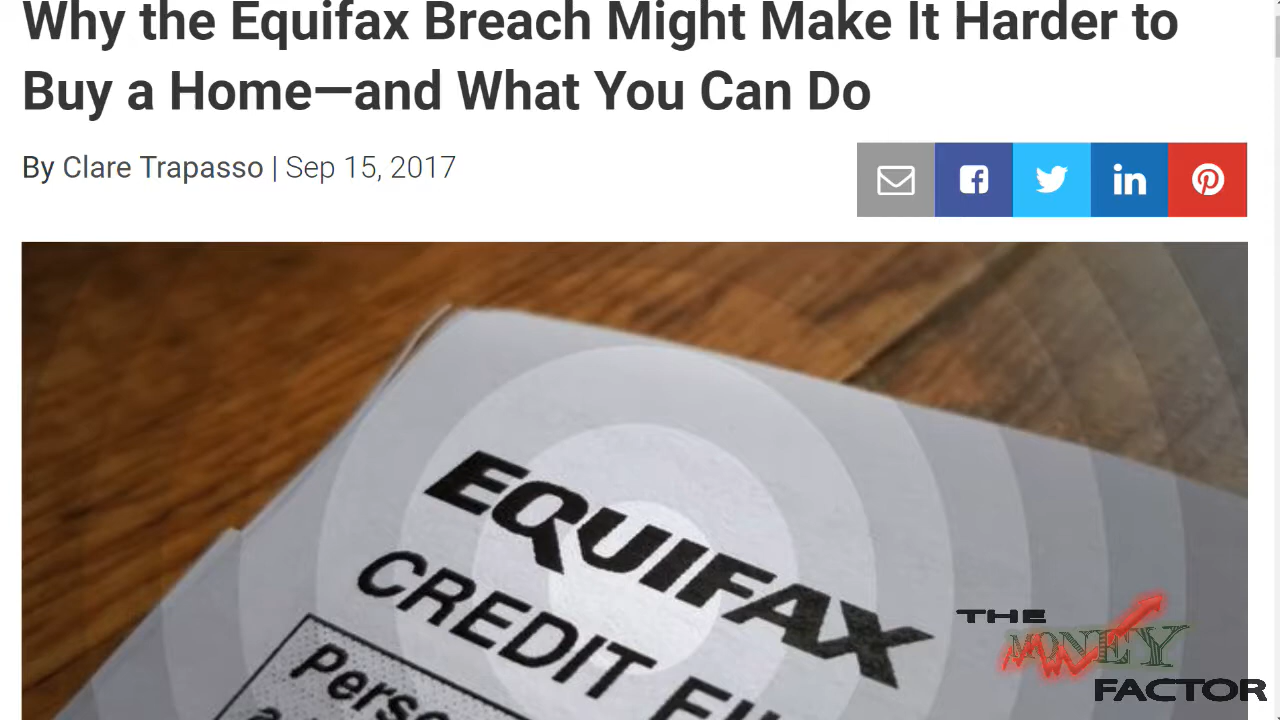 Why the Equifax Breach Might Make It Harder to
Buy a Home—and What You Can Do
By Clare Trapasso | Sep 15, 2017
EQUIFAX
CREDIT
THE
MONEY
FACTOR